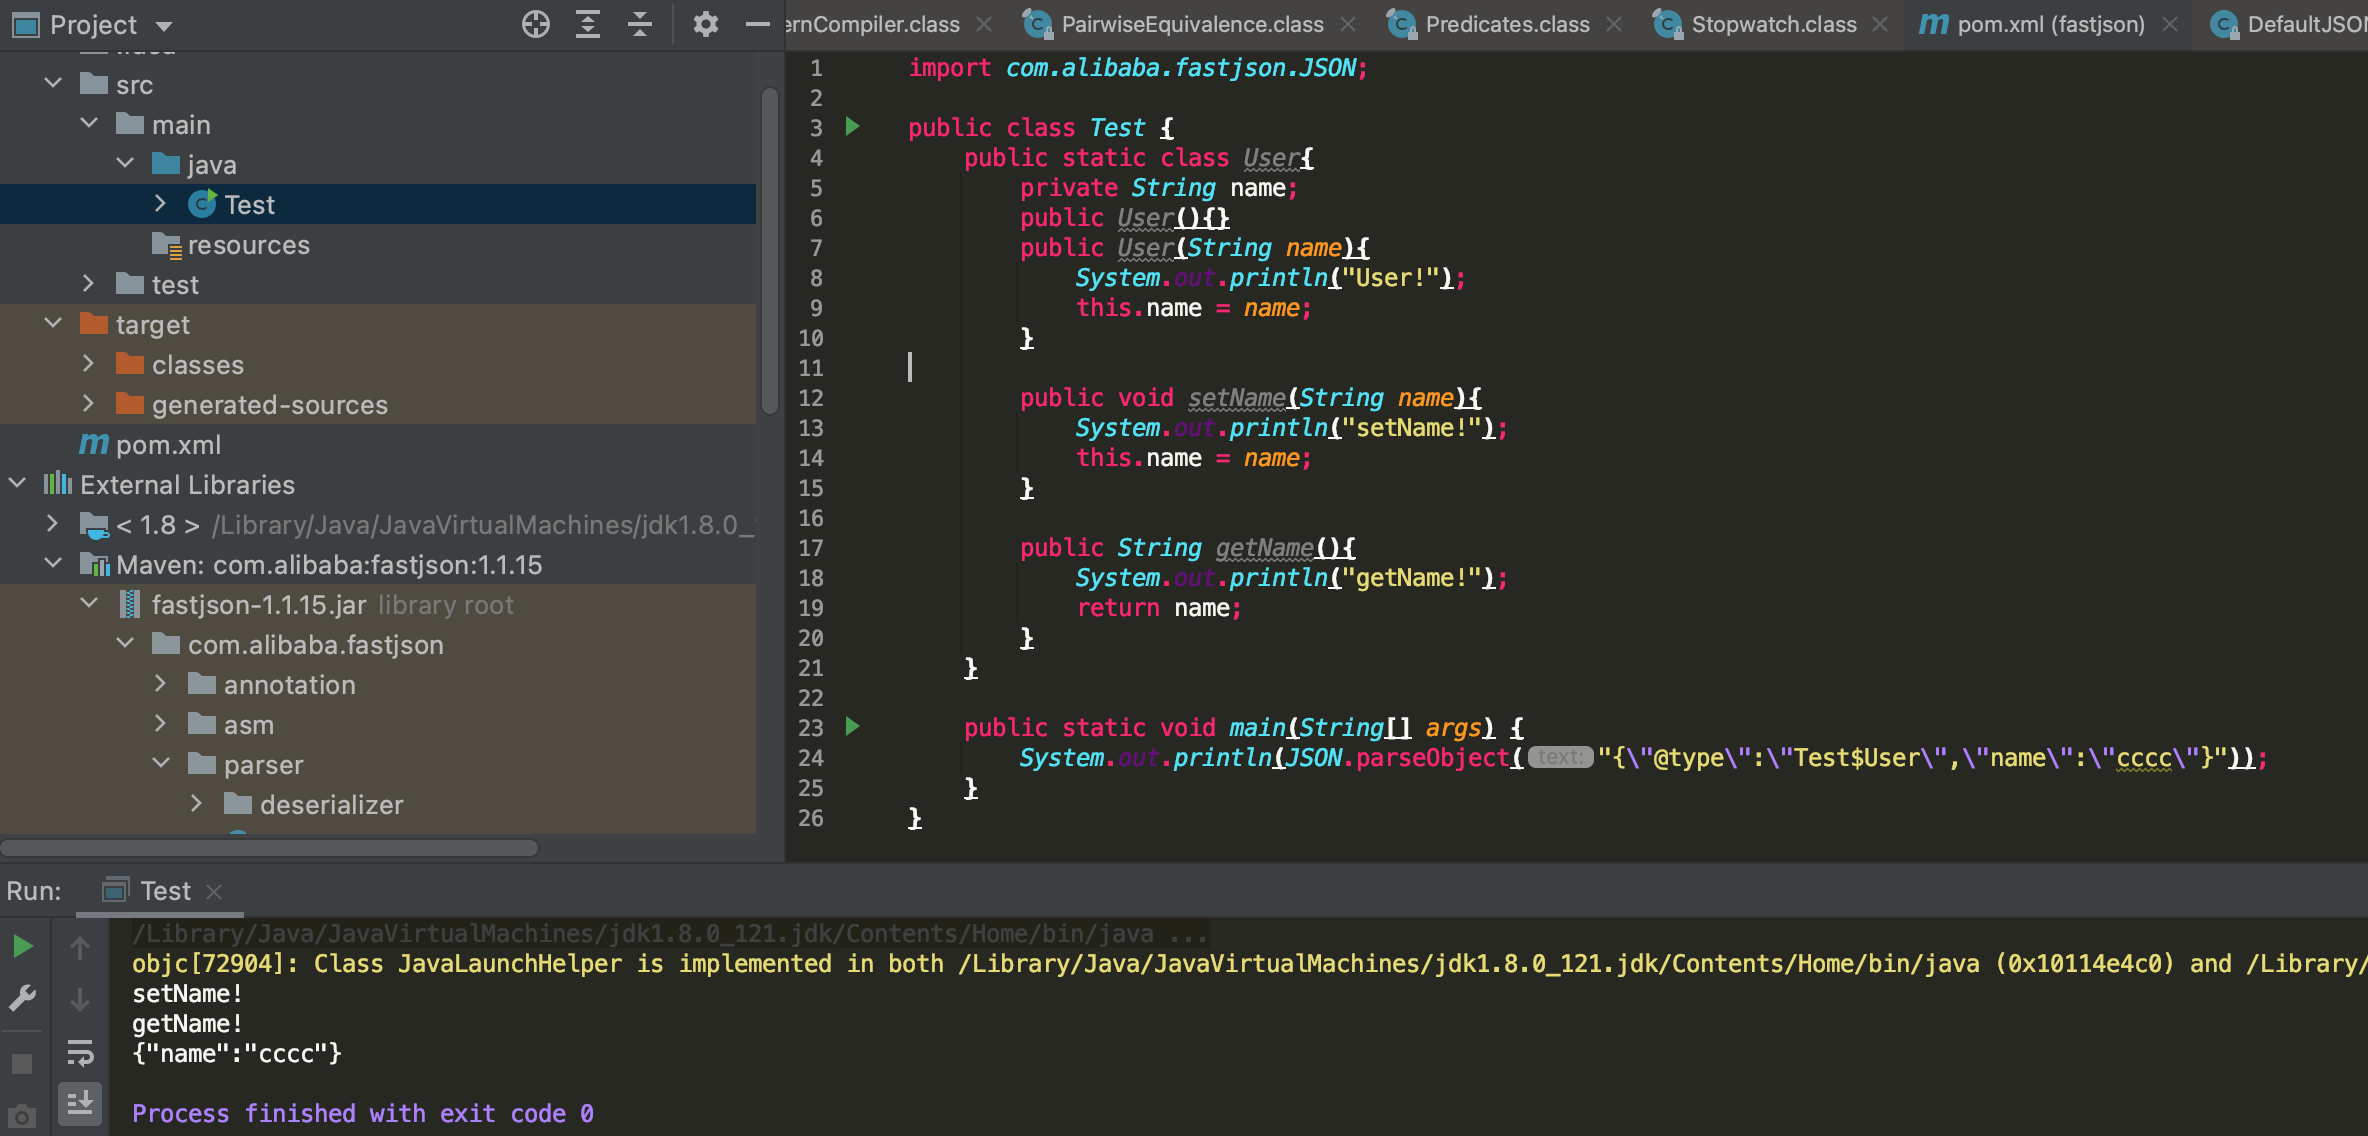 Project
ernCompiler.class
PairwiseEquivalence.class
Predicates.class
Stopwatch.class
pom.xml (fastjson)
DefaultJSON
src
main
java
Test
resources
test
target
classes
generated-sources
pom.xml
External Libraries
< 1.8 > /Library/Java/JavaVirtualMachines/jdk1.8.0_
Maven: com.alibaba:fastjson:1.1.15
fastjson-1.1.15.jar library root
com.alibaba.fastjson
annotation
asm
parser
deserializer
1 import com.alibaba.fastjson.JSON;
2
3 public class Test {
4 public static class User{
5 private String name;
6 public User(){}
7 public User(String name){
8 System.out.println("User!");
9 this.name = name;
10 }
11
12 public void setName(String name){
13 System.out.println("setName!");
14 this.name = name;
15 }
16
17 public String getName(){
18 System.out.println("getName!");
19 return name;
20 }
21 }
22
23 public static void main(String[] args) {
24 System.out.println(JSON.parseObject( text: "{\"@type\":\"Test$User\",\"name\":\"cccc\"}"));
25 }
26 }
Run: Test
/Library/Java/JavaVirtualMachines/jdk1.8.0_121.jdk/Contents/Home/bin/java ...
objc[72904]: Class JavaLaunchHelper is implemented in both /Library/Java/JavaVirtualMachines/jdk1.8.0_121.jdk/Contents/Home/bin/java (0x10114e4c0) and /Library/
setName!
getName!
{"name":"cccc"}
Process finished with exit code 0